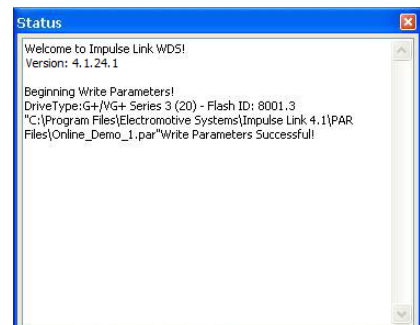 Status
Welcome to Impulse Link WDS!
Version: 4.1.24.1
Beginning Write Parameters!
DriveType:G+/VG+ Series 3 (20) - Flash ID: 8001.3
"C:\Program Files\Electromotive Systems\Impulse Link 4.1\PAR
Files\Online_Demo_1.par"Write Parameters Successful!